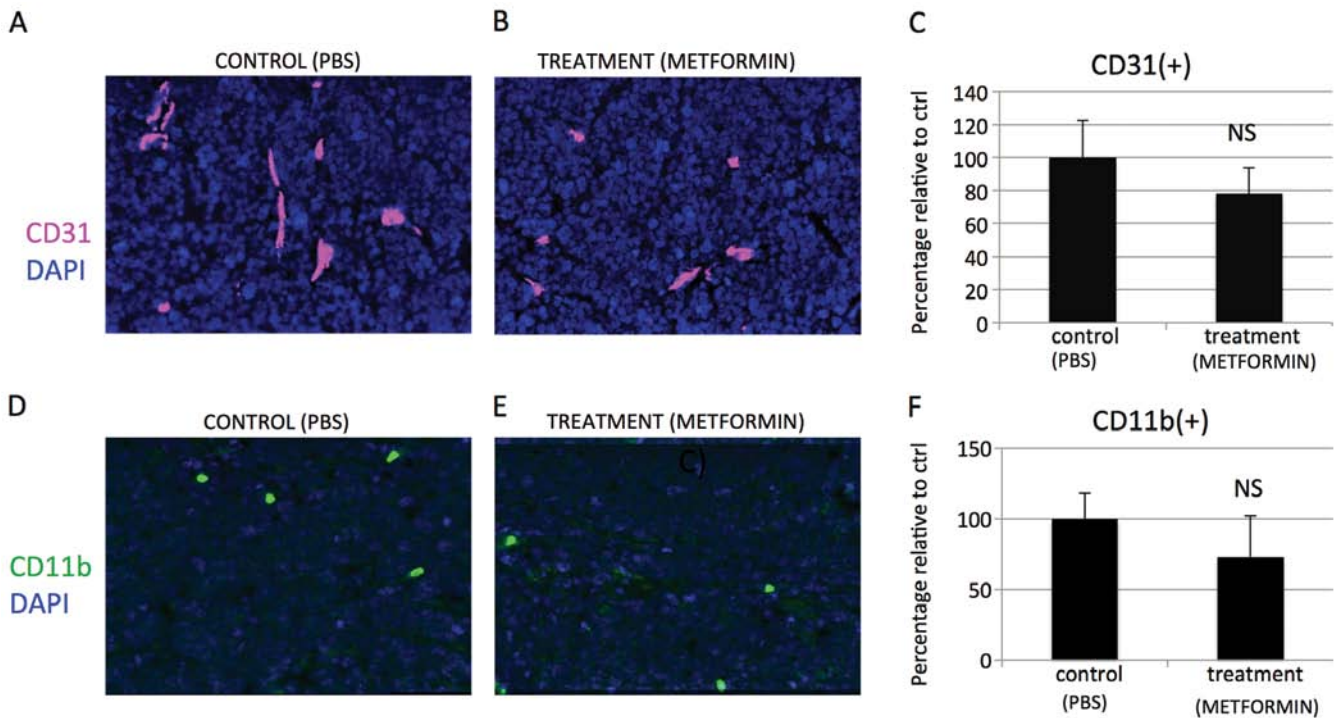 A
CONTROL (PBS)
B
TREATMENT (METFORMIN)
C
CD31(+)
CD31
DAPI
Percentage relative to ctrl
140
120
100
80
60
40
20
0
NS
control
(PBS)
treatment
(METFORMIN)
D
CONTROL (PBS)
E
TREATMENT (METFORMIN)
C)
F
CD11b(+)
CD11b
DAPI
Percentage relative to ctrl
150
100
50
0
NS
control
(PBS)
treatment
(METFORMIN)